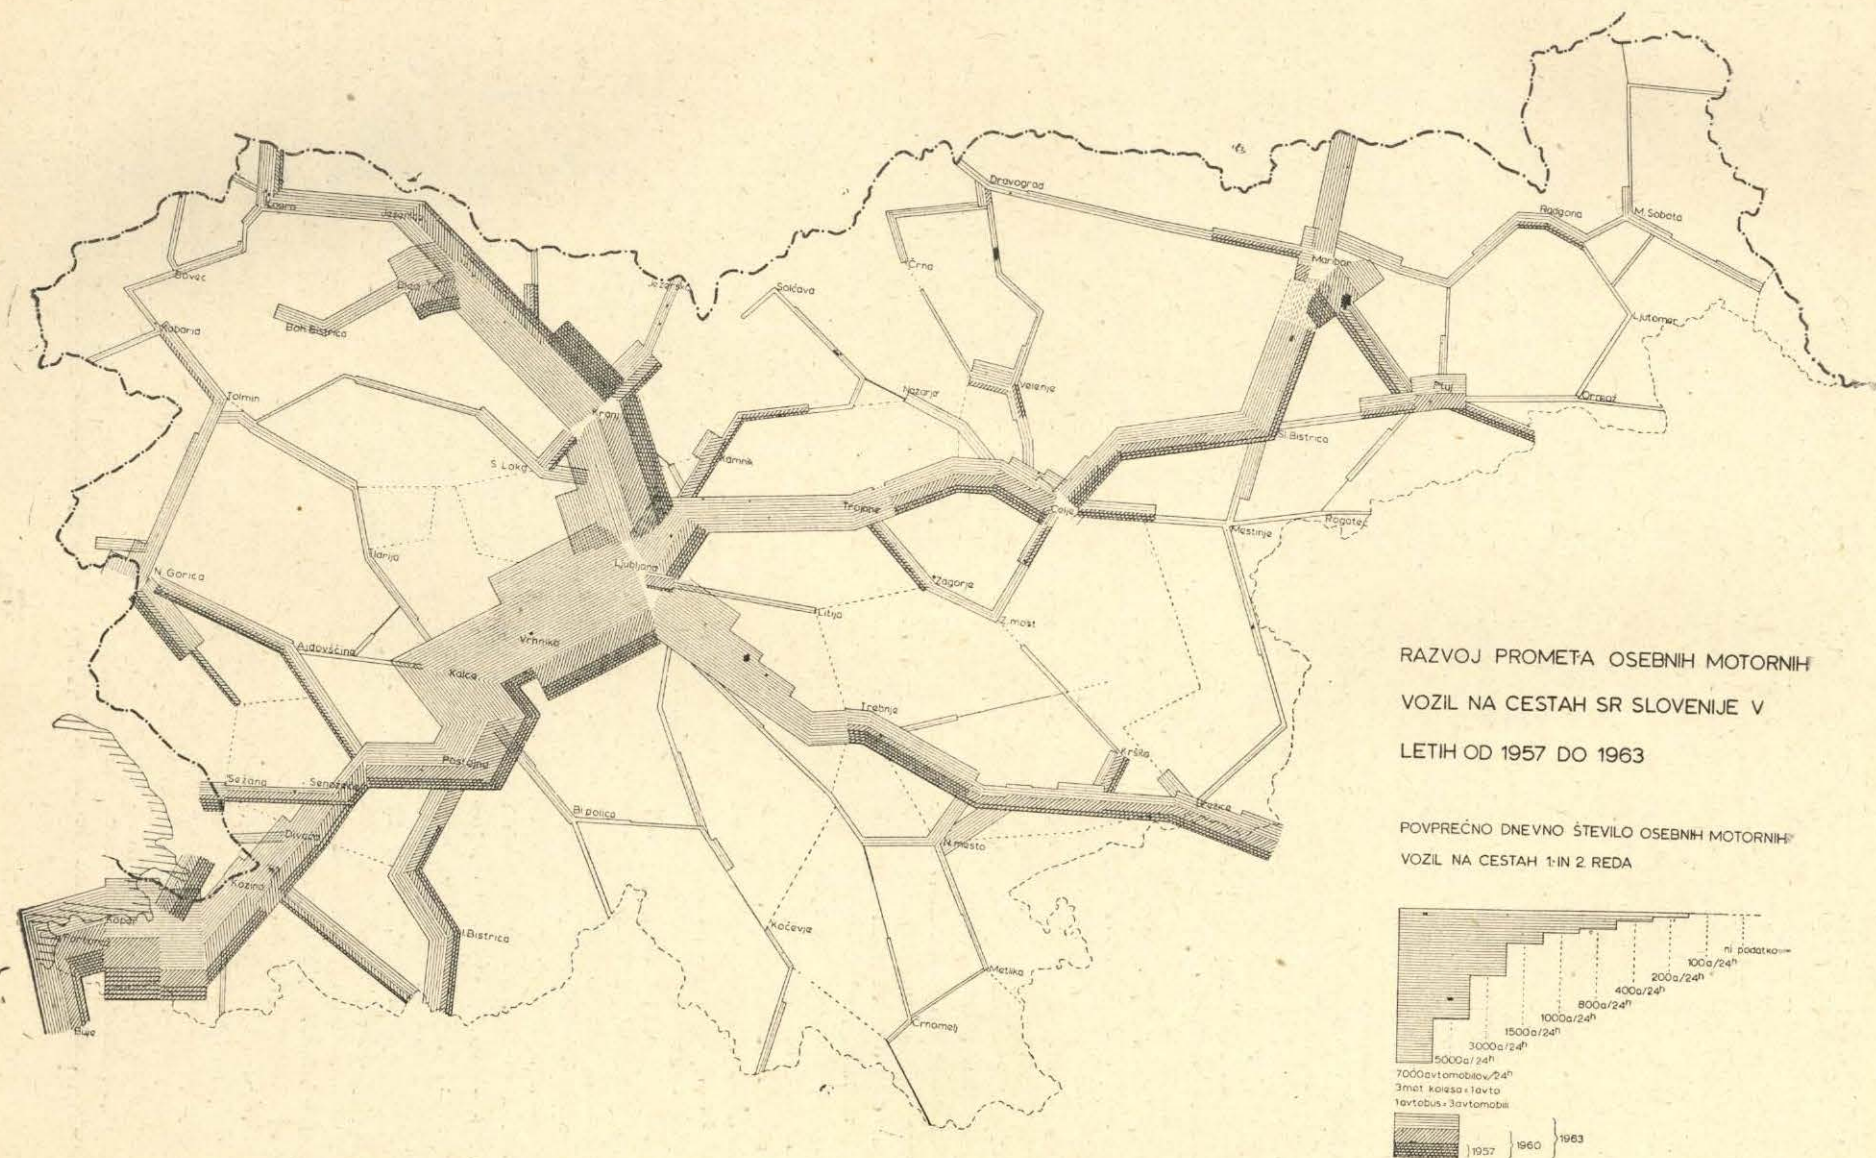 Dravograd
Radgona
M. Sobota
Bovec
Črna
Maribor
Jezersko
Solčava
Boh.Bistrica
Kobarid
Ljutomer
Velenje
Nazarje
Ptuj
Ormož
Tolmin
Kranj
Sl.Bistrica
S. Loka
Kamnik
Trojane
Celje
Rogatec
Mestinje
Idrija
Ljubljana
N. Gorica
Zagorje
Litija
Z.most
Vrhnika
Ajdovščina
Kalce
Trebnje
Krško
Postojna
Sežana
Senožeče
Brežice
Bl.polica
Divača
N.mesto
Kozina
Koper
Portorož
I.Bistrica
Kočevje
Metlika
Črnomelj
Buje
RAZVOJ PROMETA OSEBNIH MOTORNIH
VOZIL NA CESTAH SR SLOVENIJE V
LETIH OD 1957 DO 1963
POVPREČNO DNEVNO ŠTEVILO OSEBNIH MOTORNIH
VOZIL NA CESTAH 1. IN 2. REDA
ni podatkov
100a/24h
200a/24h
400a/24h
800a/24h
1000a/24h
1500a/24h
3000a/24h
5000a/24h
7000avtomobilov/24h
3mot kolesa=1avto
1avtobus=3avtomobili
1957 1960 1963